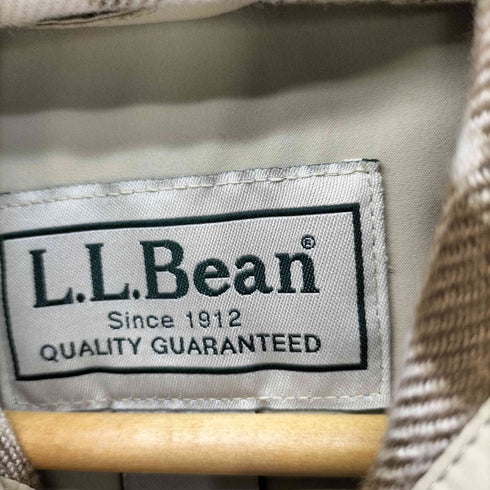 L.L.Bean®
Since 1912
QUALITY GUARANTEED